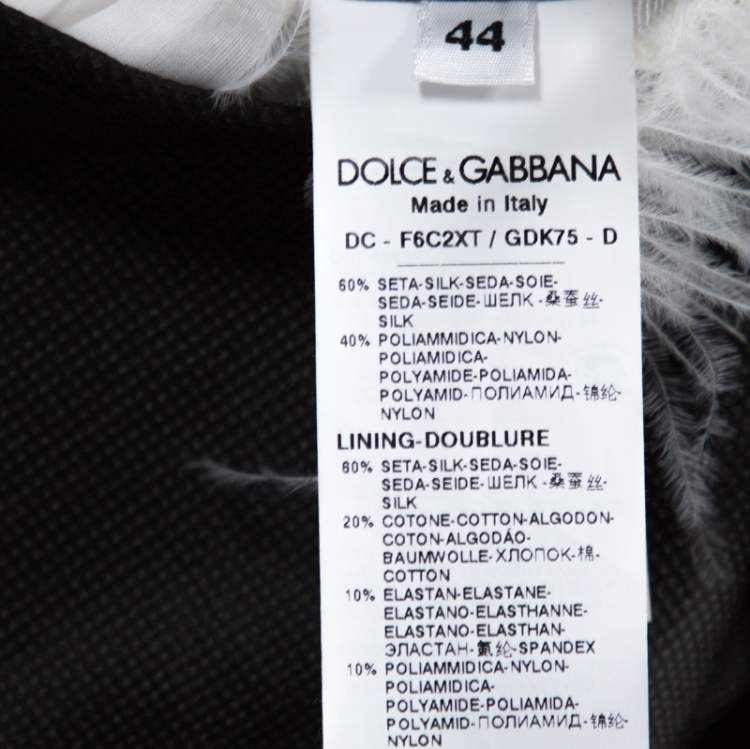 44
DOLCE & GABBANA
Made in Italy
DC - F6C2XT / GDK75 - D
60% SETA-SILK-SEDA-SOIE-
SEDA-SEIDE-ШЕЛК -桑蚕丝-
SILK
40% POLIAMMIDICA-NYLON-
POLIAMIDICA-
POLYAMIDE-POLIAMIDA-
POLYAMID-ПОЛИАМИД-锦纶-
NYLON
LINING-DOUBLURE
60% SETA-SILK-SEDA-SOIE-
SEDA-SEIDE-ШЕЛК -桑蚕丝-
SILK
20% COTONE-COTTON-ALGODON-
COTON-ALGODÁO-
BAUMWOLLE-ХЛОПОК-棉-
COTTON
10% ELASTAN-ELASTANE-
ELASTANO-ELASTHANNE-
ELASTANO-ELASTHAN-
ЭЛАСТАН-氨纶-SPANDEX
10% POLIAMMIDICA-NYLON-
POLIAMIDICA-
POLYAMIDE-POLIAMIDA-
POLYAMID-ПОЛИАМИД-锦纶-
NYLON